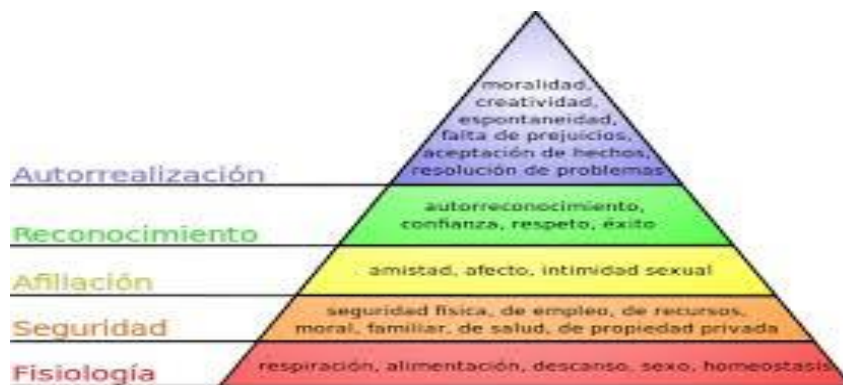 moralidad,
creatividad,
espontaneidad,
falta de prejuicios,
aceptación de hechos,
resolución de problemas
Autorrealización
autorreconocimiento,
confianza, respeto, éxito
Reconocimiento
amistad, afecto, intimidad sexual
Afiliación
seguridad física, de empleo, de recursos,
moral, familiar, de salud, de propiedad privada
Seguridad
respiración, alimentación, descanso, sexo, homeostasis
Fisiología